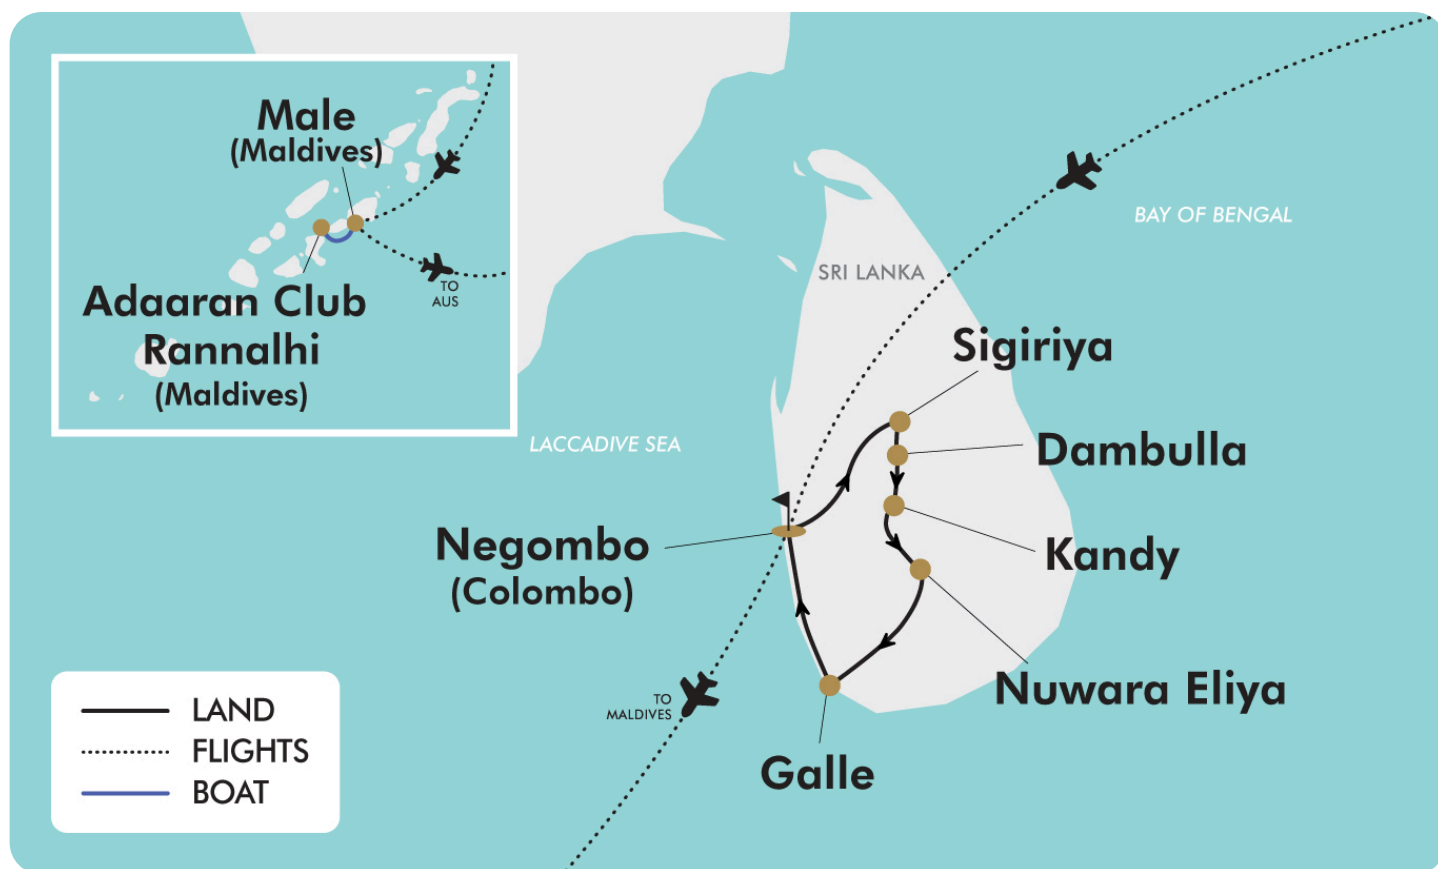 Male
(Maldives)
TO
AUS
Adaaran Club
Rannalhi
(Maldives)
BAY OF BENGAL
SRI LANKA
Sigiriya
LACCADIVE SEA
Dambulla
Negombo
(Colombo)
Kandy
Nuwara Eliya
TO
MALDIVES
Galle
LAND
FLIGHTS
BOAT